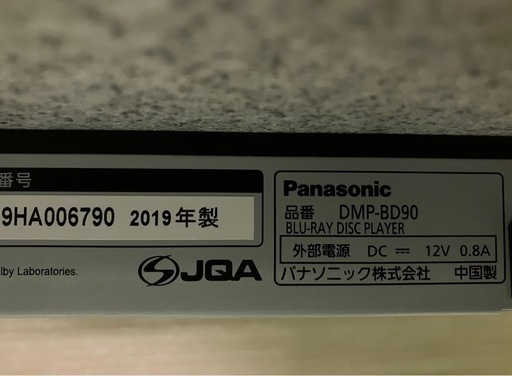 番号
9HA006790 2019年製
lby Laboratories.
JQA
Panasonic
品番 DMP-BD90
BLU-RAY DISC PLAYER
外部電源 DC ⎓ 12V 0.8A
パナソニック株式会社 中国製